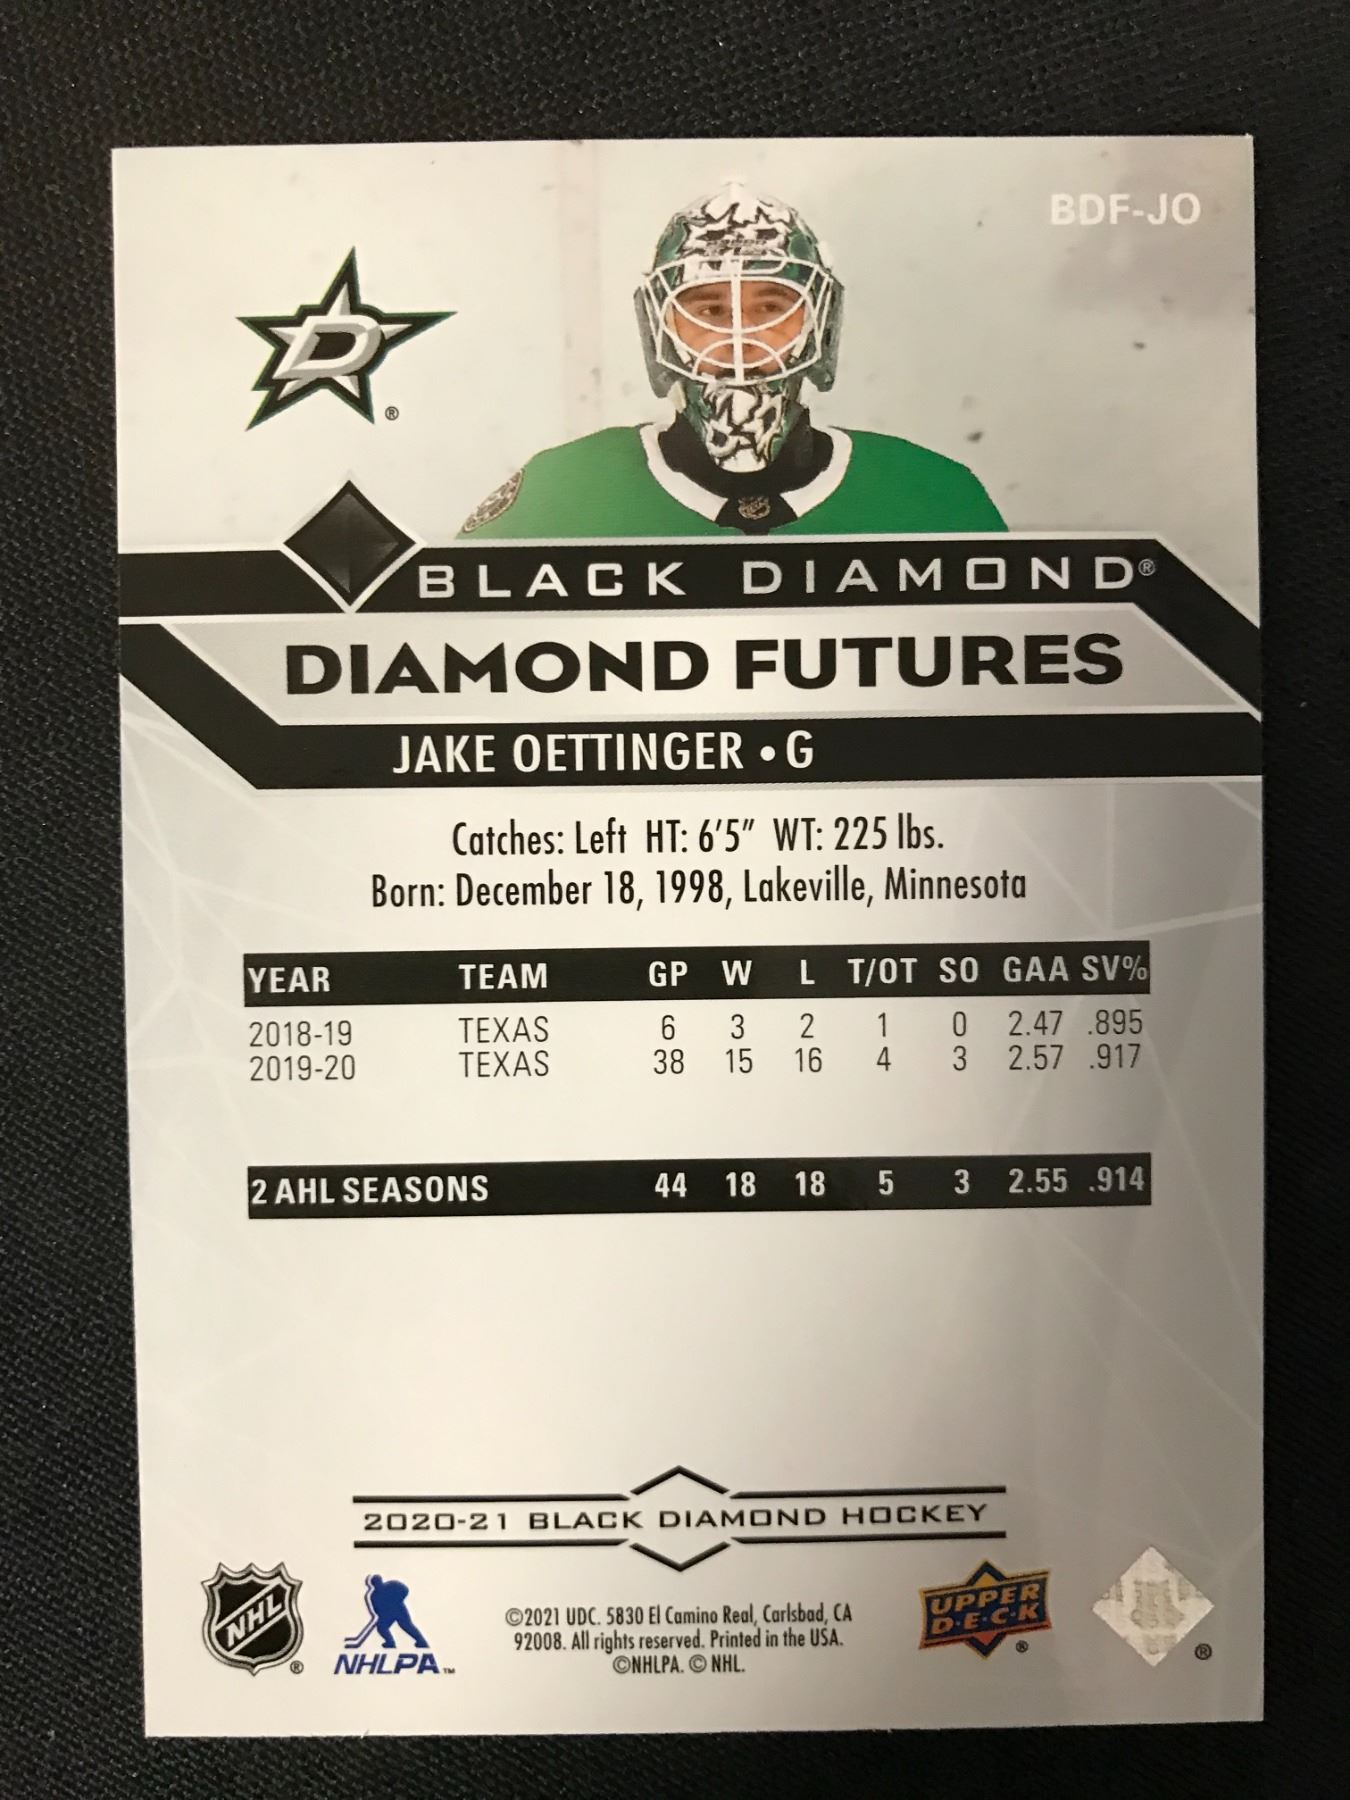 BDF-JO
D ®
BLACK DIAMOND®
DIAMOND FUTURES
JAKE OETTINGER • G
Catches: Left HT: 6'5" WT: 225 lbs.
Born: December 18, 1998, Lakeville, Minnesota
YEAR TEAM GP W L T/OT SO GAA SV%
2018-19 TEXAS 6 3 2 1 0 2.47 .895
2019-20 TEXAS 38 15 16 4 3 2.57 .917
2 AHL SEASONS 44 18 18 5 3 2.55 .914
2020-21 BLACK DIAMOND HOCKEY
NHL ®
NHLPA™
©2021 UDC. 5830 El Camino Real, Carlsbad, CA
92008. All rights reserved. Printed in the USA.
©NHLPA. © NHL.
UPPER
D•E•C•K ®
®